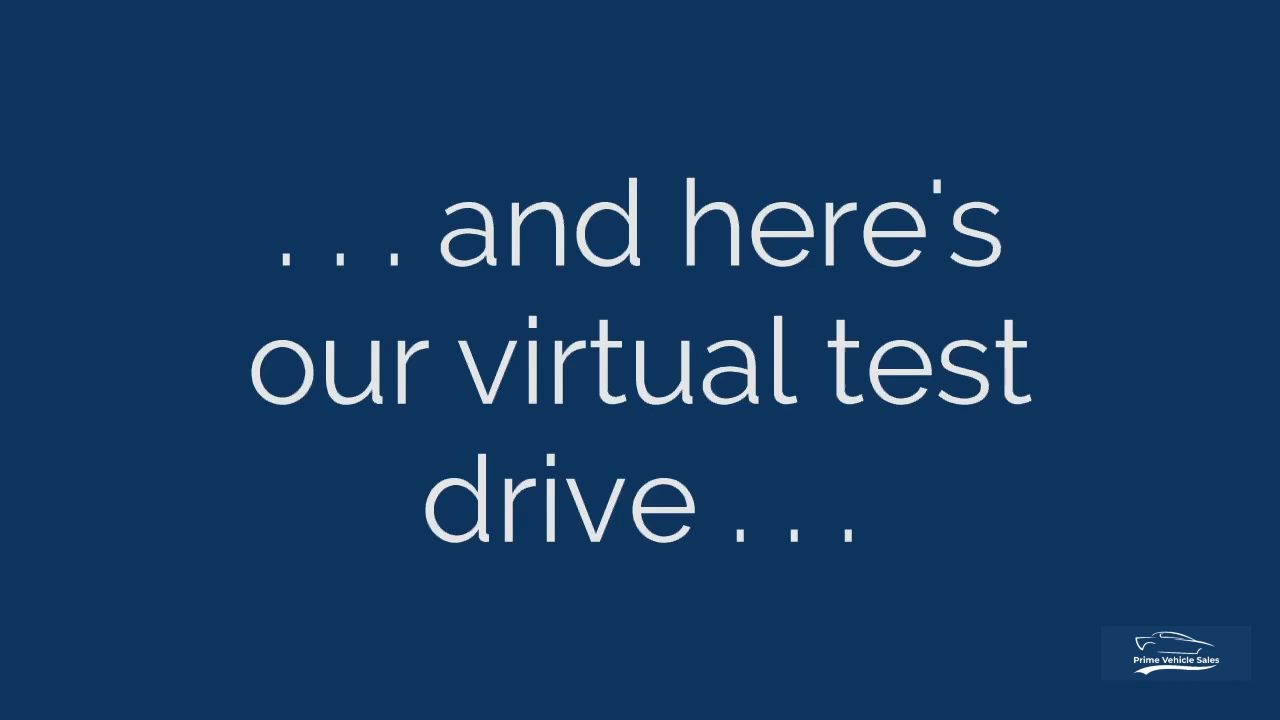 . . . and here's
our virtual test
drive . . .
Prime Vehicle Sales